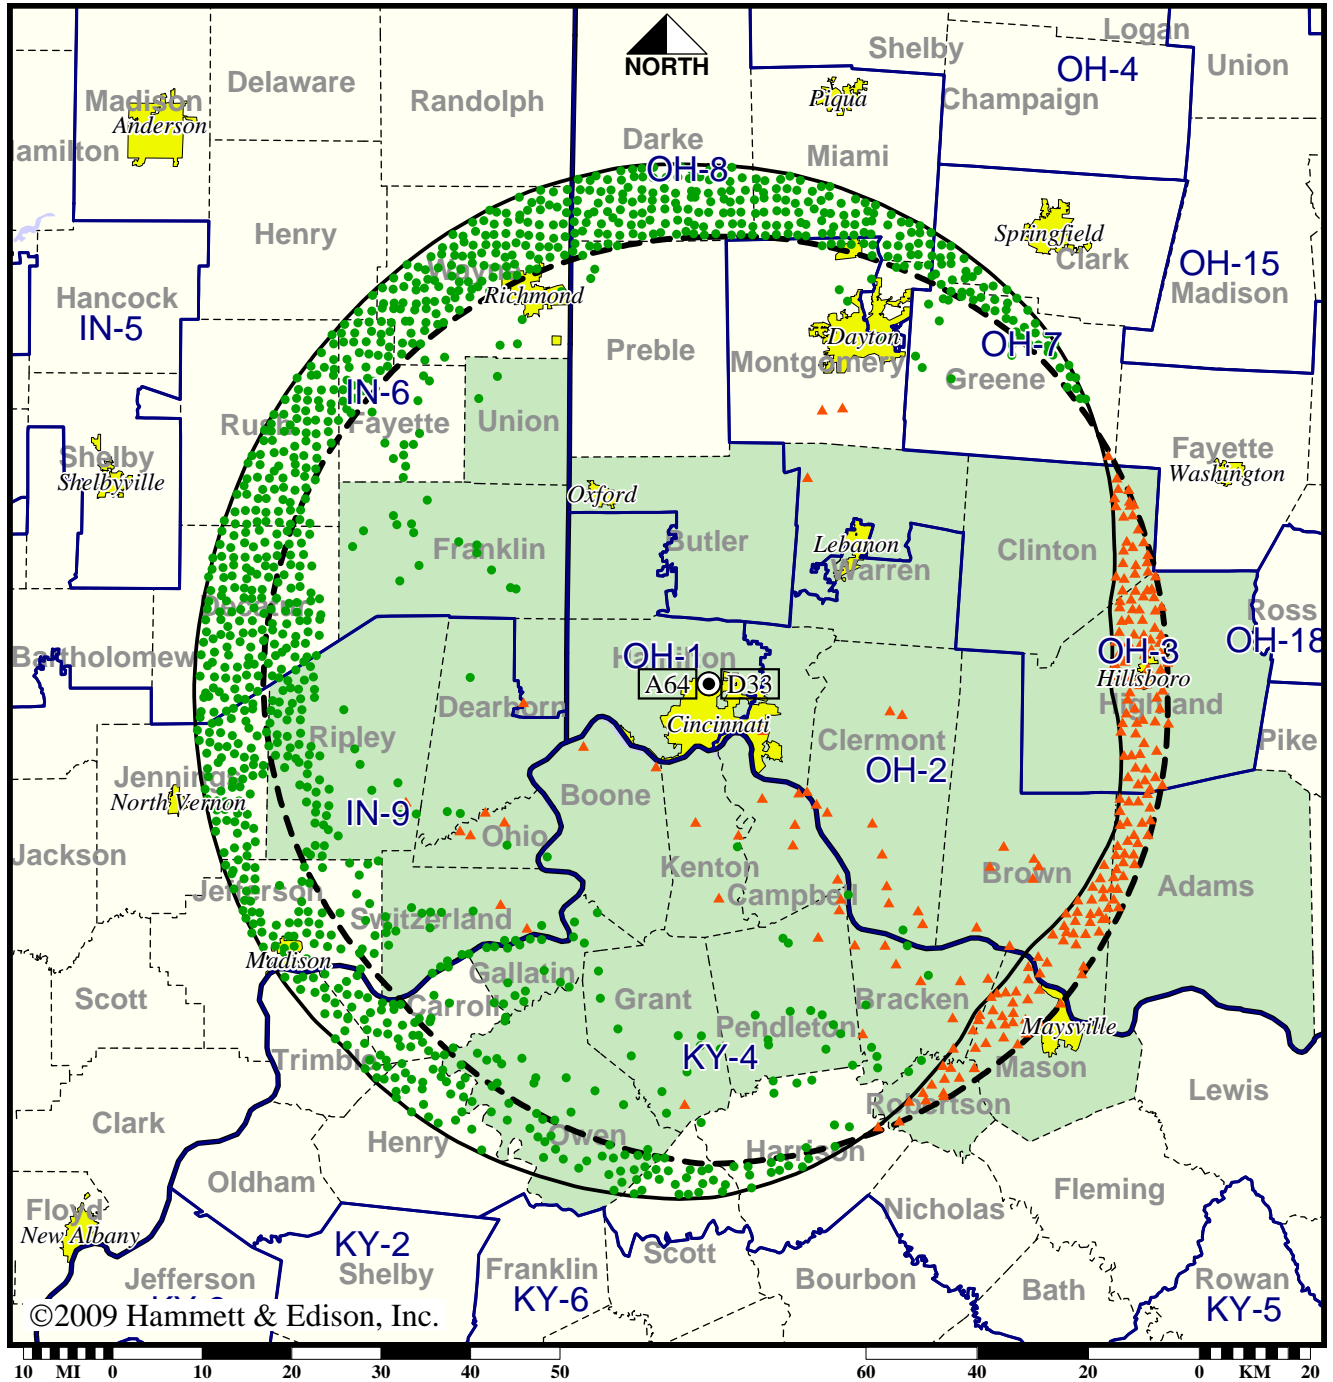 Logan
Shelby
Union
OH-4
Delaware
NORTH
Madison
Randolph
Piqua
Champaign
Anderson
Darke
amilton
Miami
OH-8
Henry
Springfield
Clark
OH-15
Wayne
Richmond
Madison
Hancock
IN-5
Dayton
OH-7
Preble
Montgomery
Greene
IN-6
Rush
Fayette
Union
Fayette
Shelby
Washington
Shelbyville
Oxford
Franklin
Butler
Lebanon
Clinton
Warren
Decatur
Ross
OH-18
Bartholomew
OH-1
Hamilton
OH-3
A64
D33
Hillsboro
Highland
Dearborn
Cincinnati
Ripley
Clermont
Pike
OH-2
Jennings
North Vernon
Boone
IN-9
Ohio
Jackson
Kenton
Brown
Adams
Jefferson
Campbell
Switzerland
Madison
Gallatin
Scott
Carroll
Grant
Bracken
Pendleton
Maysville
KY-4
Trimble
Mason
Lewis
Robertson
Clark
Henry
Owen
Harrison
Oldham
Fleming
Floyd
Nicholas
New Albany
KY-2
Scott
Jefferson
Shelby
Franklin
Bourbon
Bath
Rowan
KY-6
KY-5
©2009 Hammett & Edison, Inc.
10 MI 0 10 20 30 40 50 60 40 20 0 KM 20